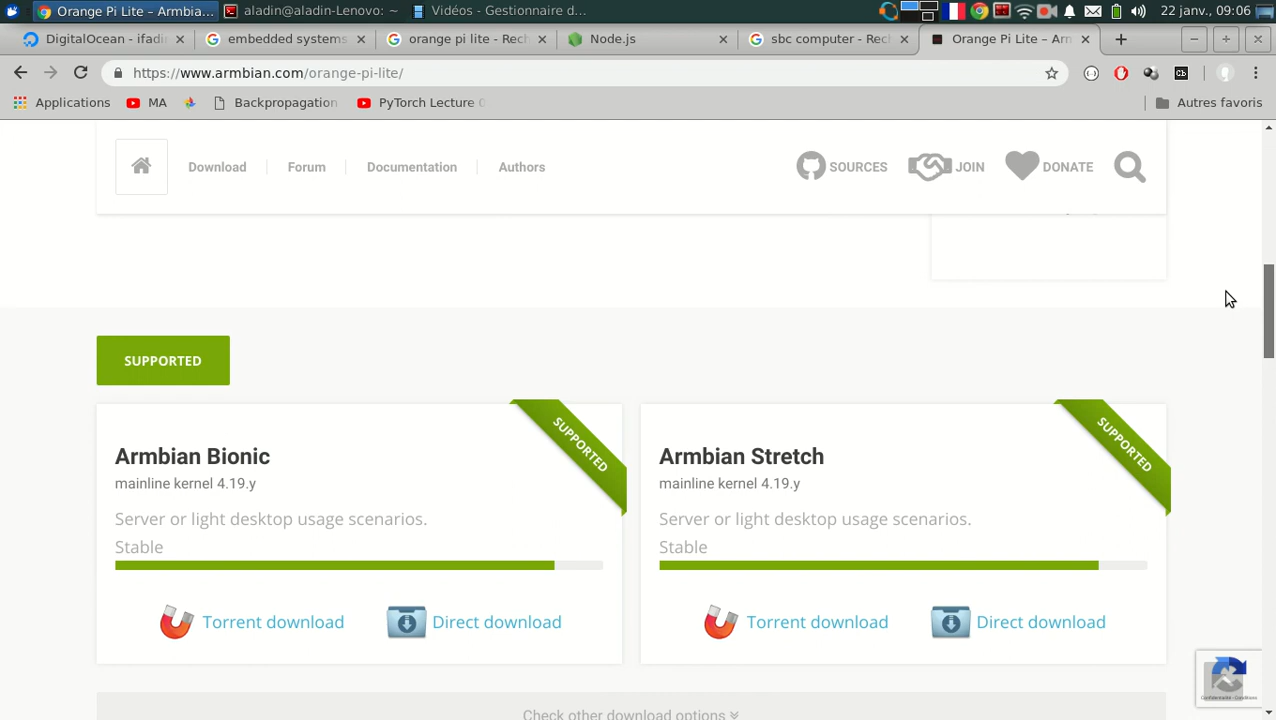 Orange Pi Lite – Armbia...
aladin@aladin-Lenovo: ~
Vidéos - Gestionnaire d...
22 janv., 09:06
DigitalOcean - ifadi
embedded systems
orange pi lite - Rech
Node.js
sbc computer - Rech
Orange Pi Lite – Arm
https://www.armbian.com/orange-pi-lite/
Cb
Applications
MA
Backpropagation
PyTorch Lecture 0
Autres favoris
Download
Forum
Documentation
Authors
SOURCES
JOIN
DONATE
SUPPORTED
Armbian Bionic
mainline kernel 4.19.y
Server or light desktop usage scenarios.
Stable
SUPPORTED
Torrent download
Direct download
Armbian Stretch
mainline kernel 4.19.y
Server or light desktop usage scenarios.
Stable
SUPPORTED
Torrent download
Direct download
Check other download options